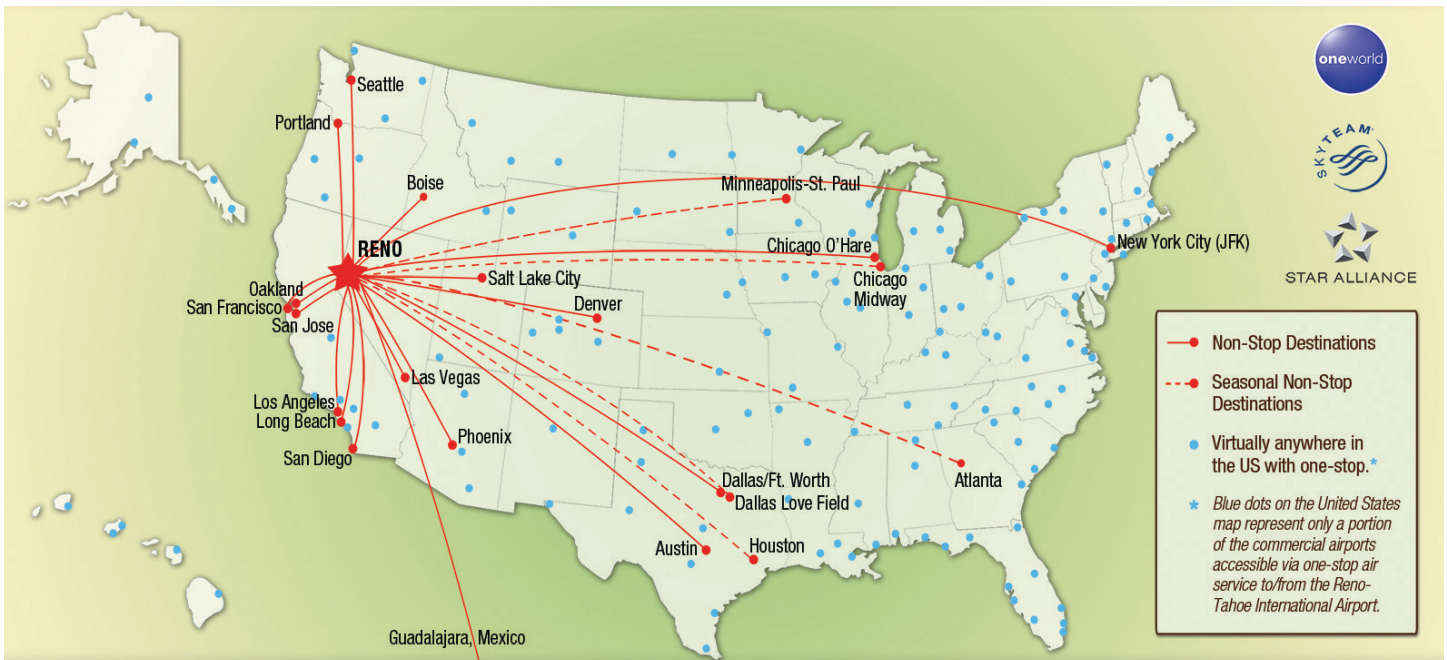 Seattle
Portland
Boise
Minneapolis-St. Paul
RENO
Chicago O'Hare
New York City (JFK)
Chicago
Midway
Salt Lake City
Oakland
San Francisco
San Jose
Denver
Las Vegas
Los Angeles
Long Beach
San Diego
Phoenix
Dallas/Ft. Worth
Dallas Love Field
Atlanta
Austin
Houston
Guadalajara, Mexico
oneworld
SKYTEAM
STAR ALLIANCE
Non-Stop Destinations
Seasonal Non-Stop
Destinations
Virtually anywhere in
the US with one-stop.*
* Blue dots on the United States
map represent only a portion
of the commercial airports
accessible via one-stop air
service to/from the Reno-
Tahoe International Airport.